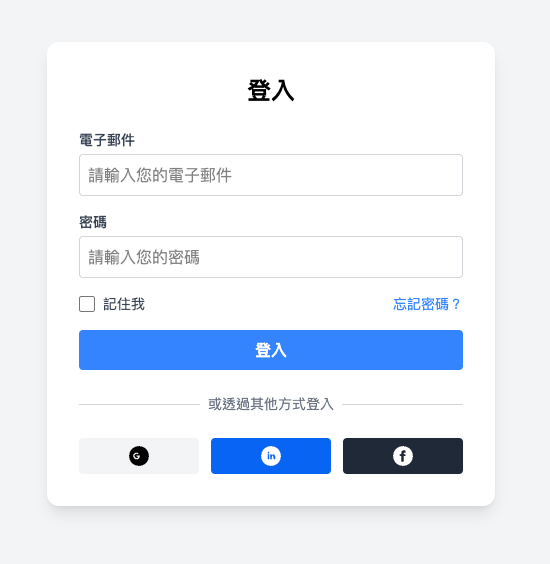 登入
電子郵件
請輸入您的電子郵件
密碼
請輸入您的密碼
記住我
忘記密碼？
登入
或透過其他方式登入
G in f